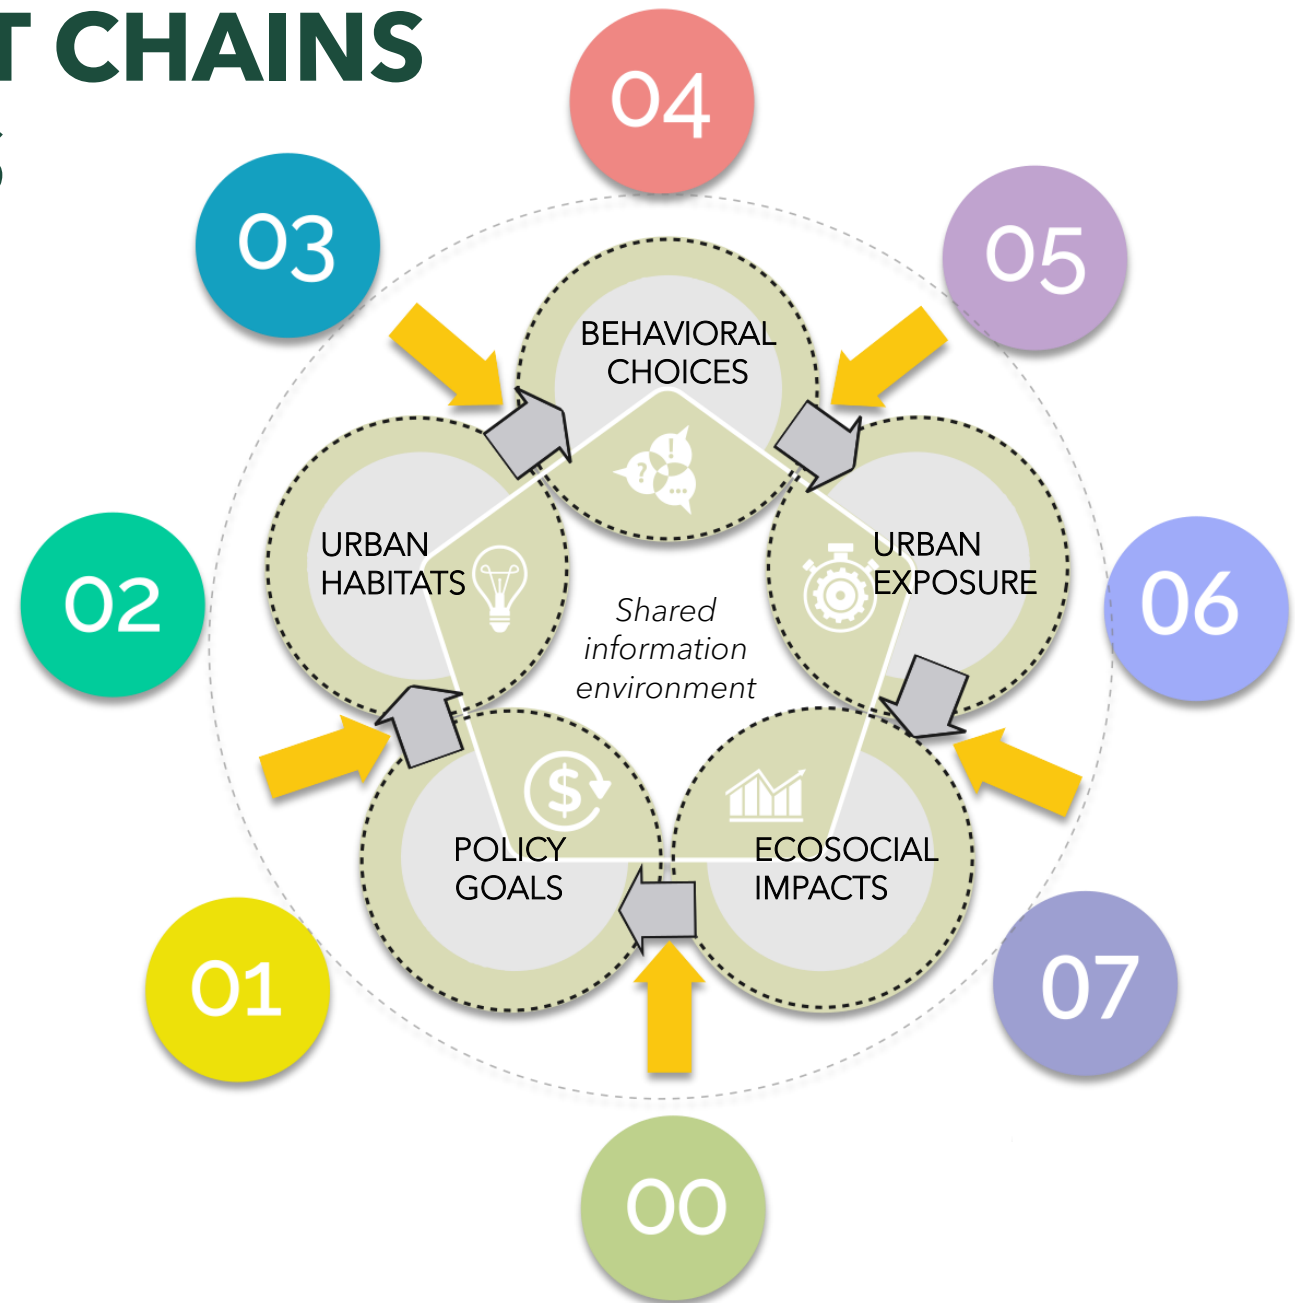 T CHAINS
S
04
03
05
BEHAVIORAL
CHOICES
! ? ...
URBAN
HABITATS
URBAN
EXPOSURE
02
06
Shared
information
environment
$
POLICY
GOALS
ECOSOCIAL
IMPACTS
01
07
00